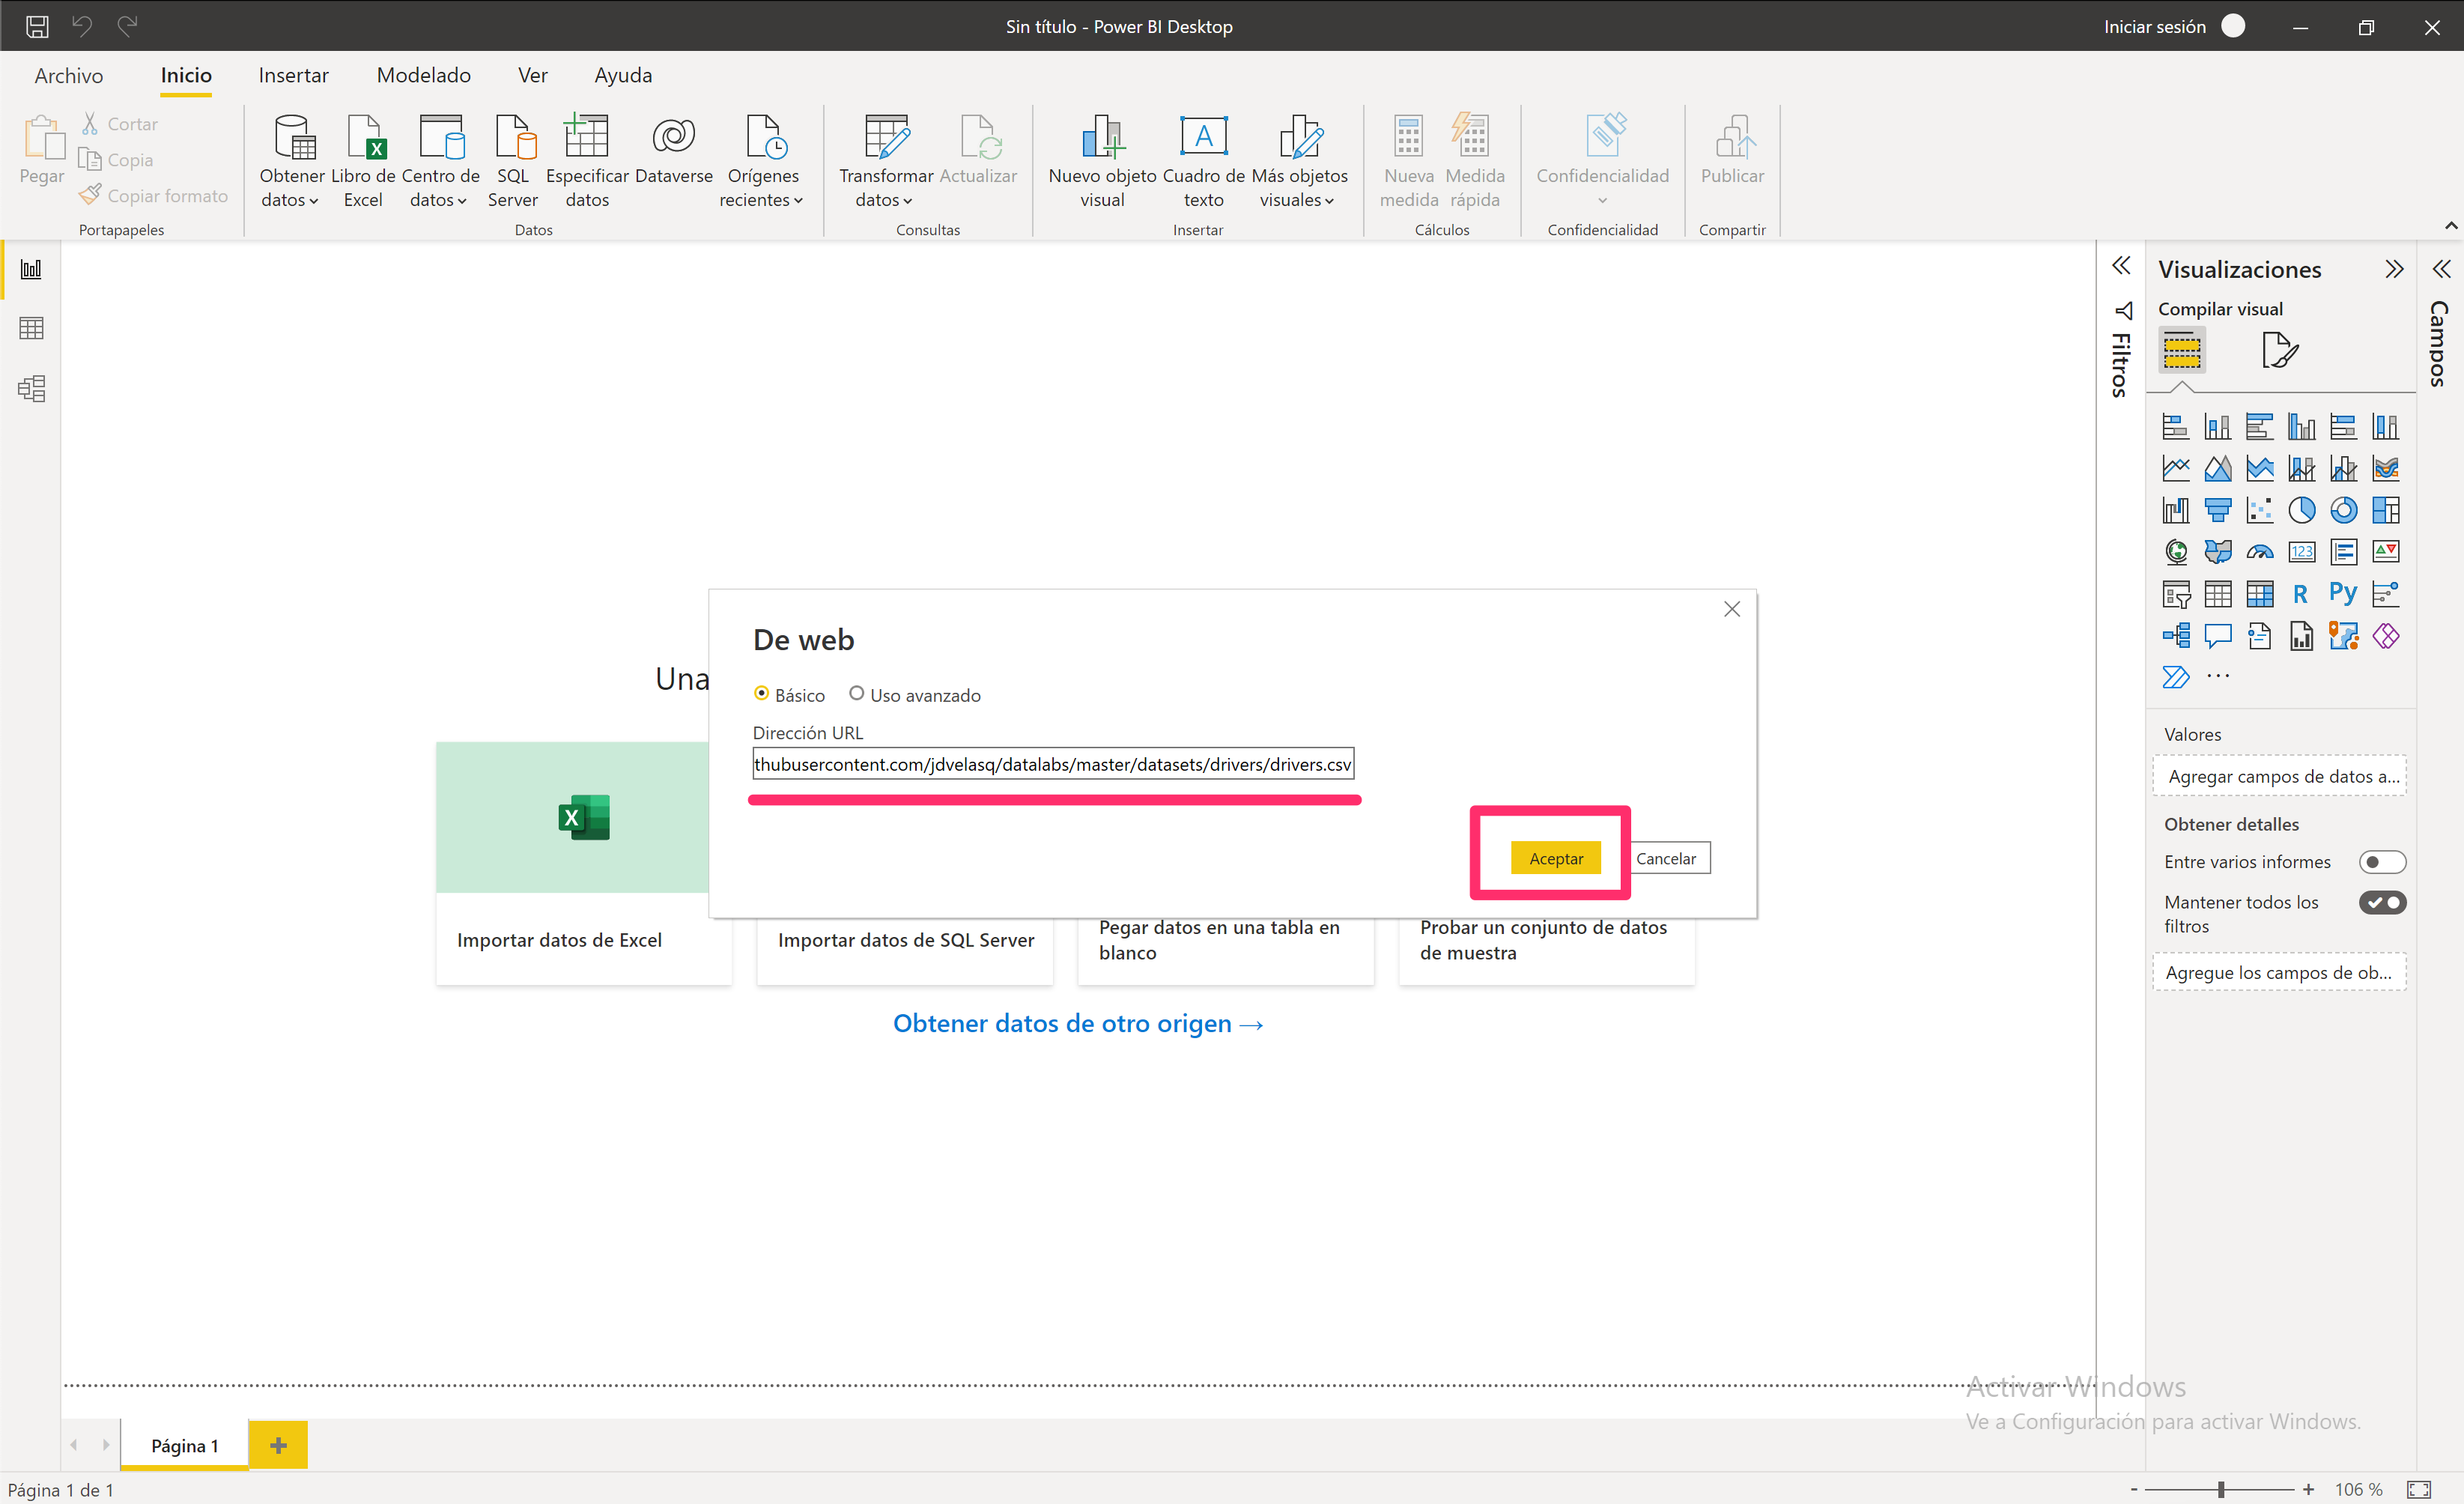 Sin título - Power BI Desktop
Iniciar sesión
Archivo
Inicio
Insertar
Modelado
Ver
Ayuda
Pegar
Cortar
Copia
Copiar formato
Portapapeles
Obtener datos
Libro de Excel
Centro de datos
SQL Server
Especificar datos
Dataverse
Orígenes recientes
Datos
Transformar datos
Actualizar
Consultas
Nuevo objeto visual
Cuadro de texto
Más objetos visuales
Insertar
Nueva medida
Medida rápida
Cálculos
Confidencialidad
Confidencialidad
Publicar
Compartir
Filtros
Visualizaciones
Compilar visual
Campos
123
R
Py
Valores
Agregar campos de datos a...
Obtener detalles
Entre varios informes
Mantener todos los
filtros
Agregue los campos de ob...
Una
De web
Básico
Uso avanzado
Dirección URL
thubusercontent.com/jdvelasq/datalabs/master/datasets/drivers/drivers.csv
Aceptar
Cancelar
Importar datos de Excel
Importar datos de SQL Server
Pegar datos en una tabla en
blanco
Probar un conjunto de datos
de muestra
Obtener datos de otro origen →
Activar Windows
Ve a Configuración para activar Windows.
Página 1
Página 1 de 1
- + 106 %